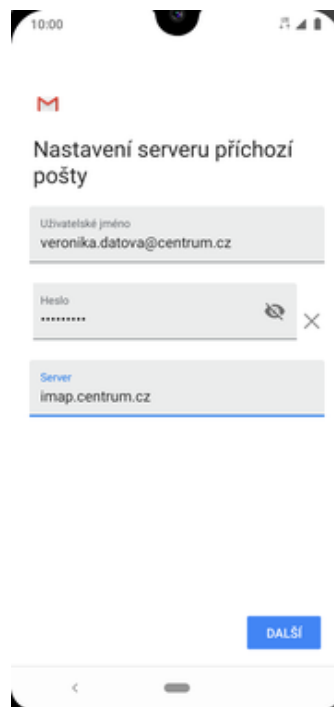 10:00
Nastavení serveru příchozí
pošty
Uživatelské jméno
veronika.datova@centrum.cz
Heslo
•••••••••
Server
imap.centrum.cz
DALŠÍ